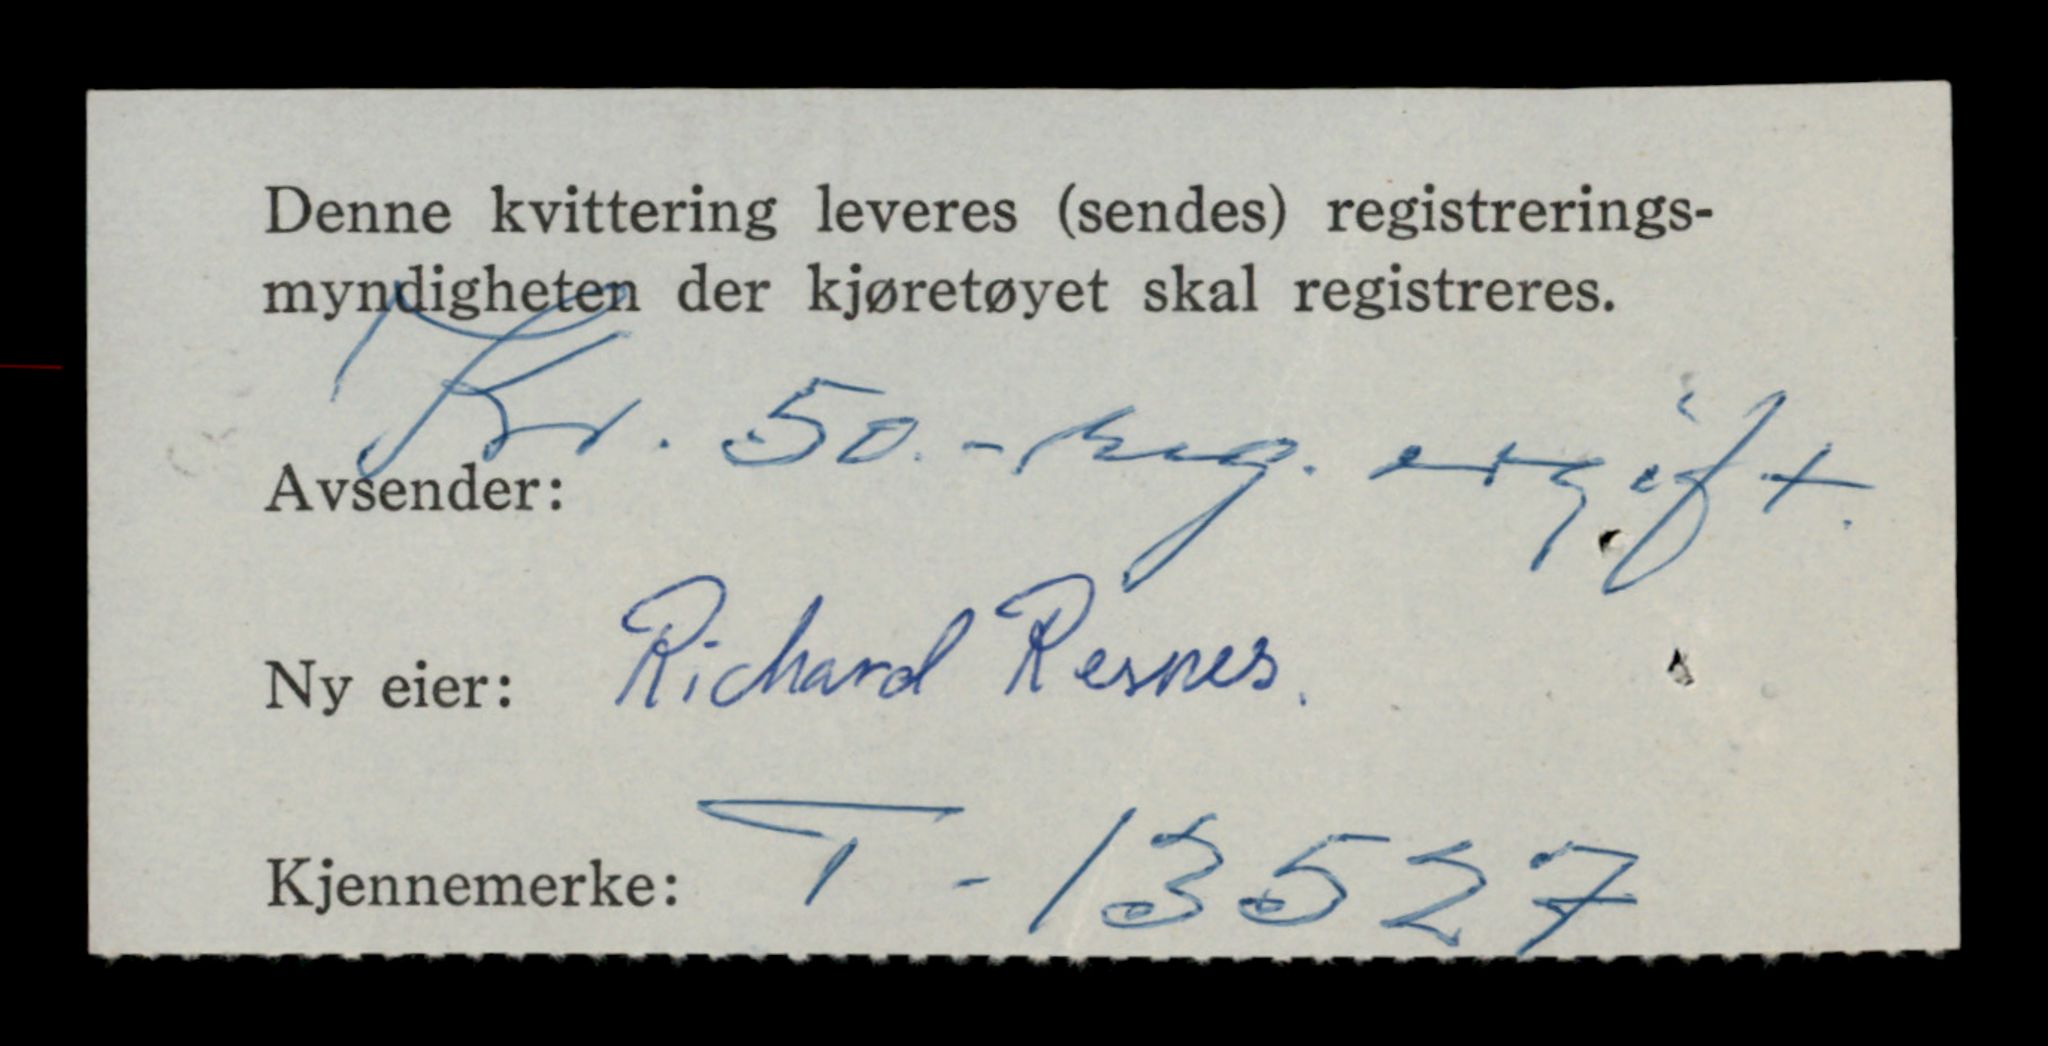 Denne kvittering leveres (sendes) registrerings-
myndigheten der kjøretøyet skal registreres.
Kr. 50.- reg. avgift.
Avsender:
Ny eier: Richard Resnes.
Kjennemerke: T-13527